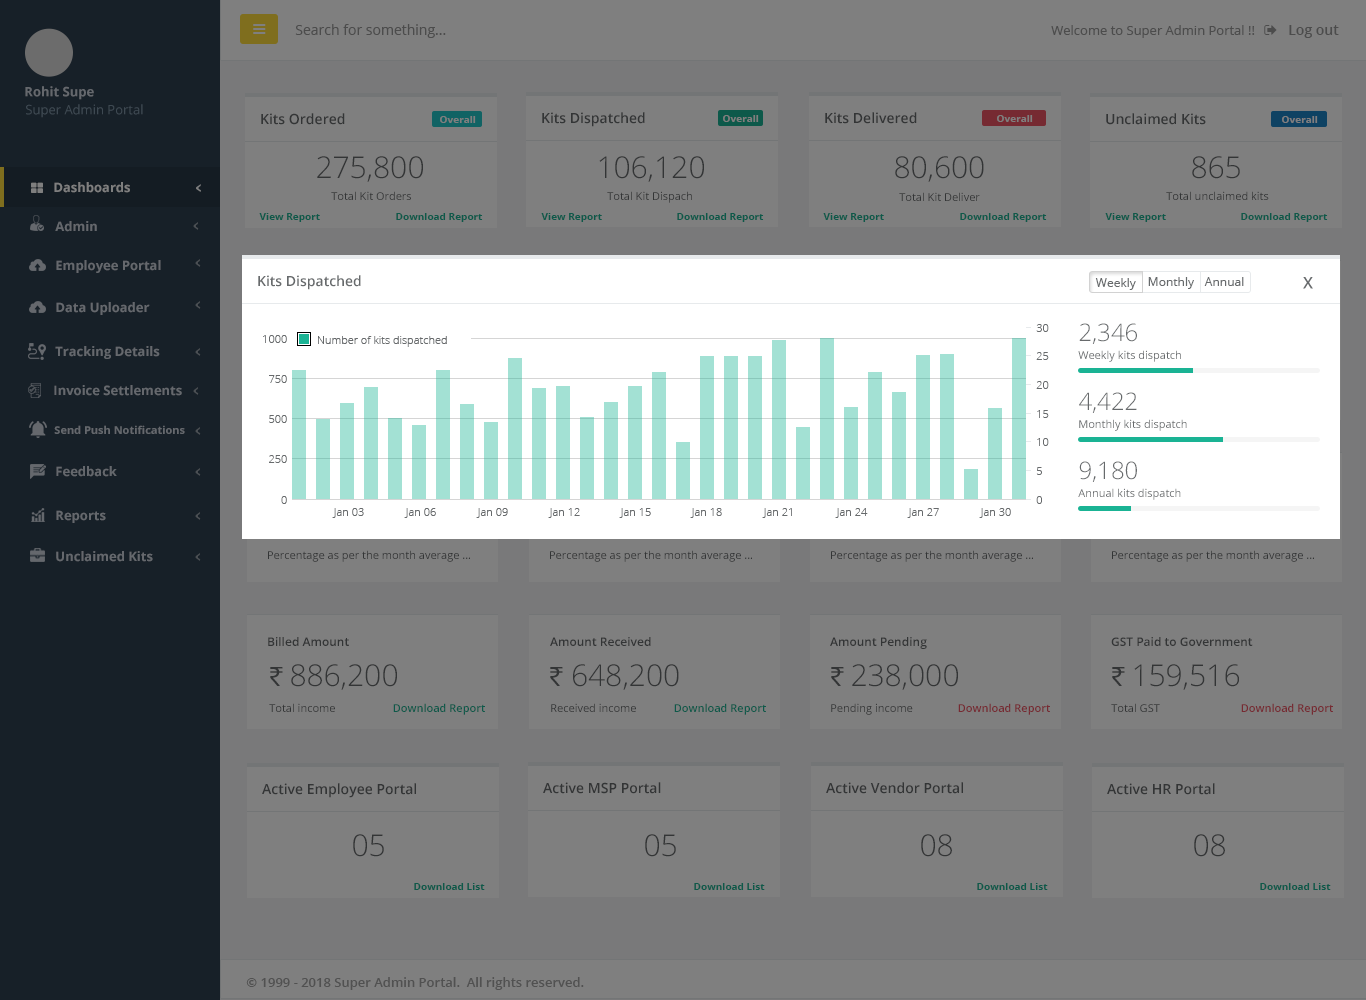 Rohit Supe
Super Admin Portal
Dashboards
Admin
Employee Portal
Data Uploader
Tracking Details
Invoice Settlements
Send Push Notifications
Feedback
Reports
Unclaimed Kits
Search for something...
Welcome to Super Admin Portal !! Log out
Kits Ordered Overall
275,800
Total Kit Orders
View Report Download Report
Kits Dispatched Overall
106,120
Total Kit Dispach
View Report Download Report
Kits Delivered Overall
80,600
Total Kit Deliver
View Report Download Report
Unclaimed Kits Overall
865
Total unclaimed kits
View Report Download Report
Kits Dispatched Weekly Monthly Annual X
Number of kits dispatched
1000
750
500
250
0
30
25
20
15
10
5
0
Jan 03 Jan 06 Jan 09 Jan 12 Jan 15 Jan 18 Jan 21 Jan 24 Jan 27 Jan 30
2,346
Weekly kits dispatch
4,422
Monthly kits dispatch
9,180
Annual kits dispatch
Percentage as per the month average ...
Percentage as per the month average ...
Percentage as per the month average ...
Percentage as per the month average ...
Billed Amount
₹ 886,200
Total income Download Report
Amount Received
₹ 648,200
Received income Download Report
Amount Pending
₹ 238,000
Pending income Download Report
GST Paid to Government
₹ 159,516
Total GST Download Report
Active Employee Portal
05
Download List
Active MSP Portal
05
Download List
Active Vendor Portal
08
Download List
Active HR Portal
08
Download List
© 1999 - 2018 Super Admin Portal. All rights reserved.